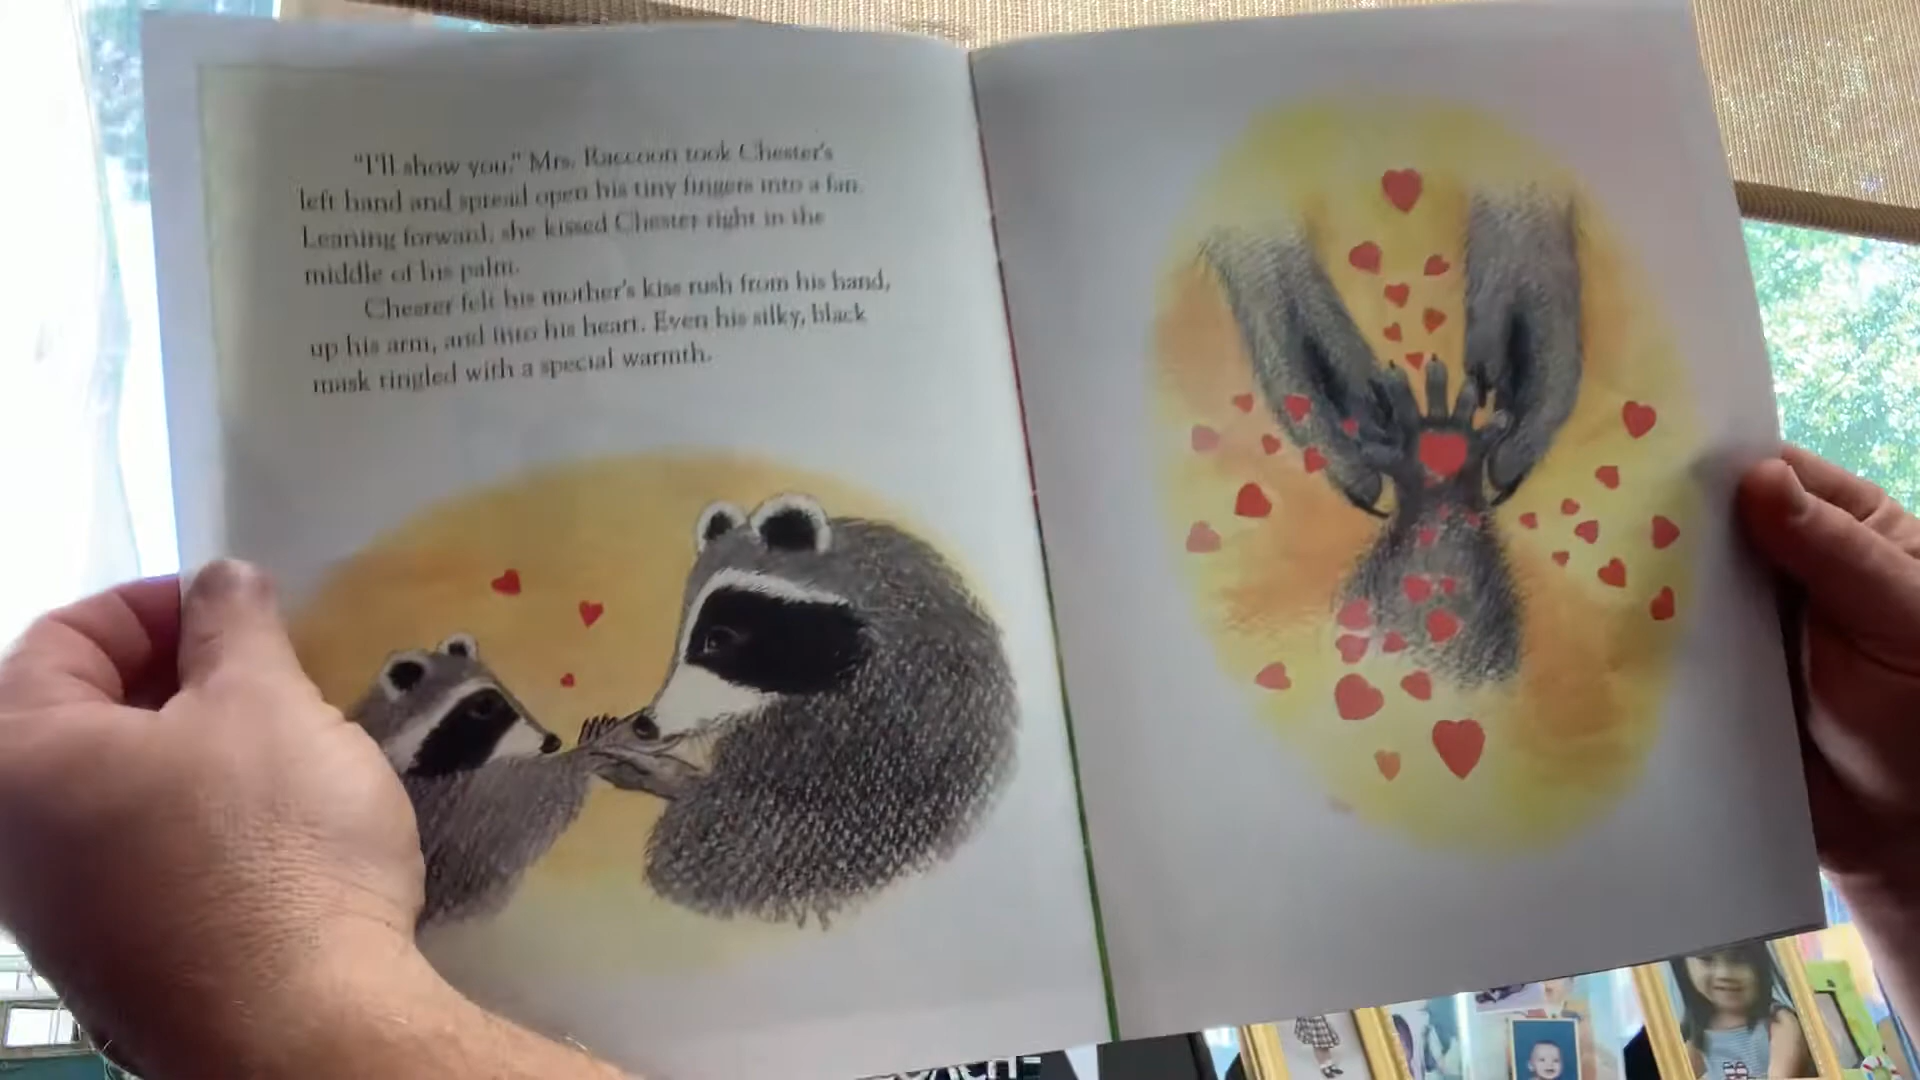 "I'll show you." Mrs. Raccoon took Chester's
left hand and spread open his tiny fingers into a fan.
Leaning forward, she kissed Chester right in the
middle of his palm.
Chester felt his mother's kiss rush from his hand,
up his arm, and into his heart. Even his silky, black
mask tingled with a special warmth.